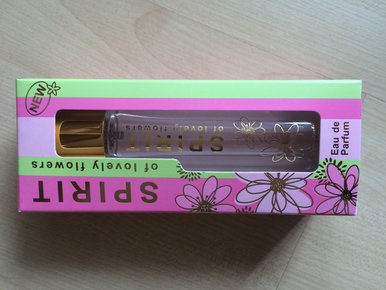 NEW
SPIRIT
of lovely flowers
SPIRIT
of lovely flowers
Eau de
Parfum